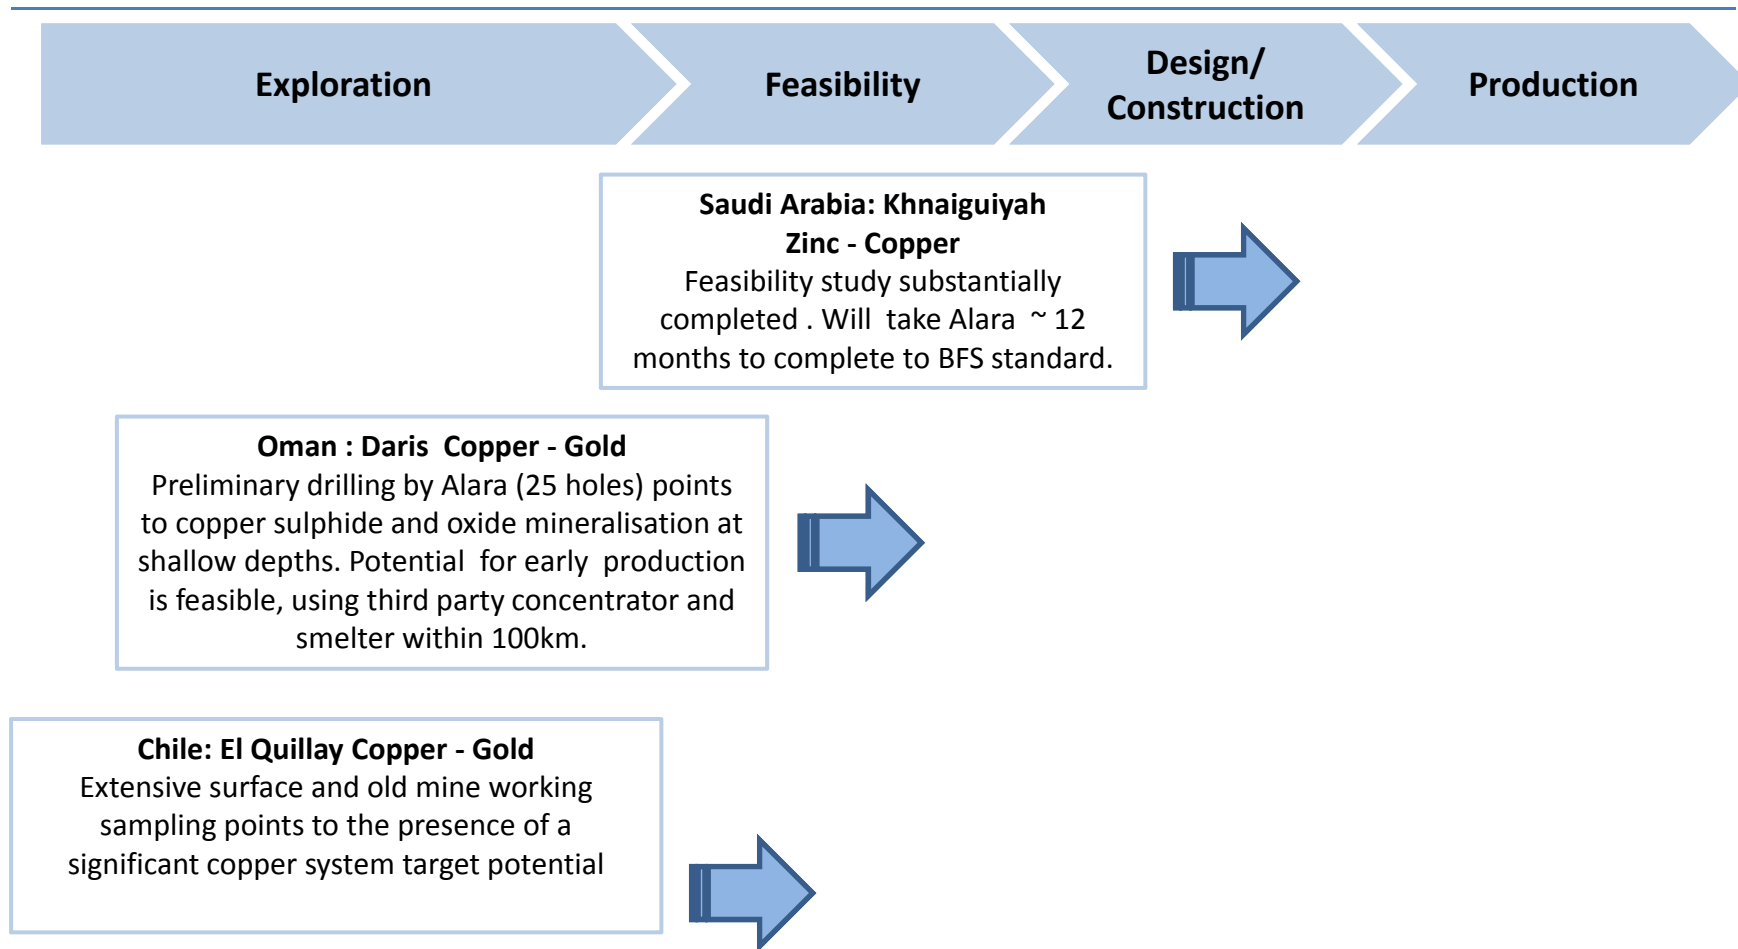 Exploration
Feasibility
Design/
Construction
Production
Saudi Arabia: Khnaiguiyah
Zinc - Copper
Feasibility study substantially
completed . Will take Alara ~ 12
months to complete to BFS standard.
Oman : Daris Copper - Gold
Preliminary drilling by Alara (25 holes) points
to copper sulphide and oxide mineralisation at
shallow depths. Potential for early production
is feasible, using third party concentrator and
smelter within 100km.
Chile: El Quillay Copper - Gold
Extensive surface and old mine working
sampling points to the presence of a
significant copper system target potential